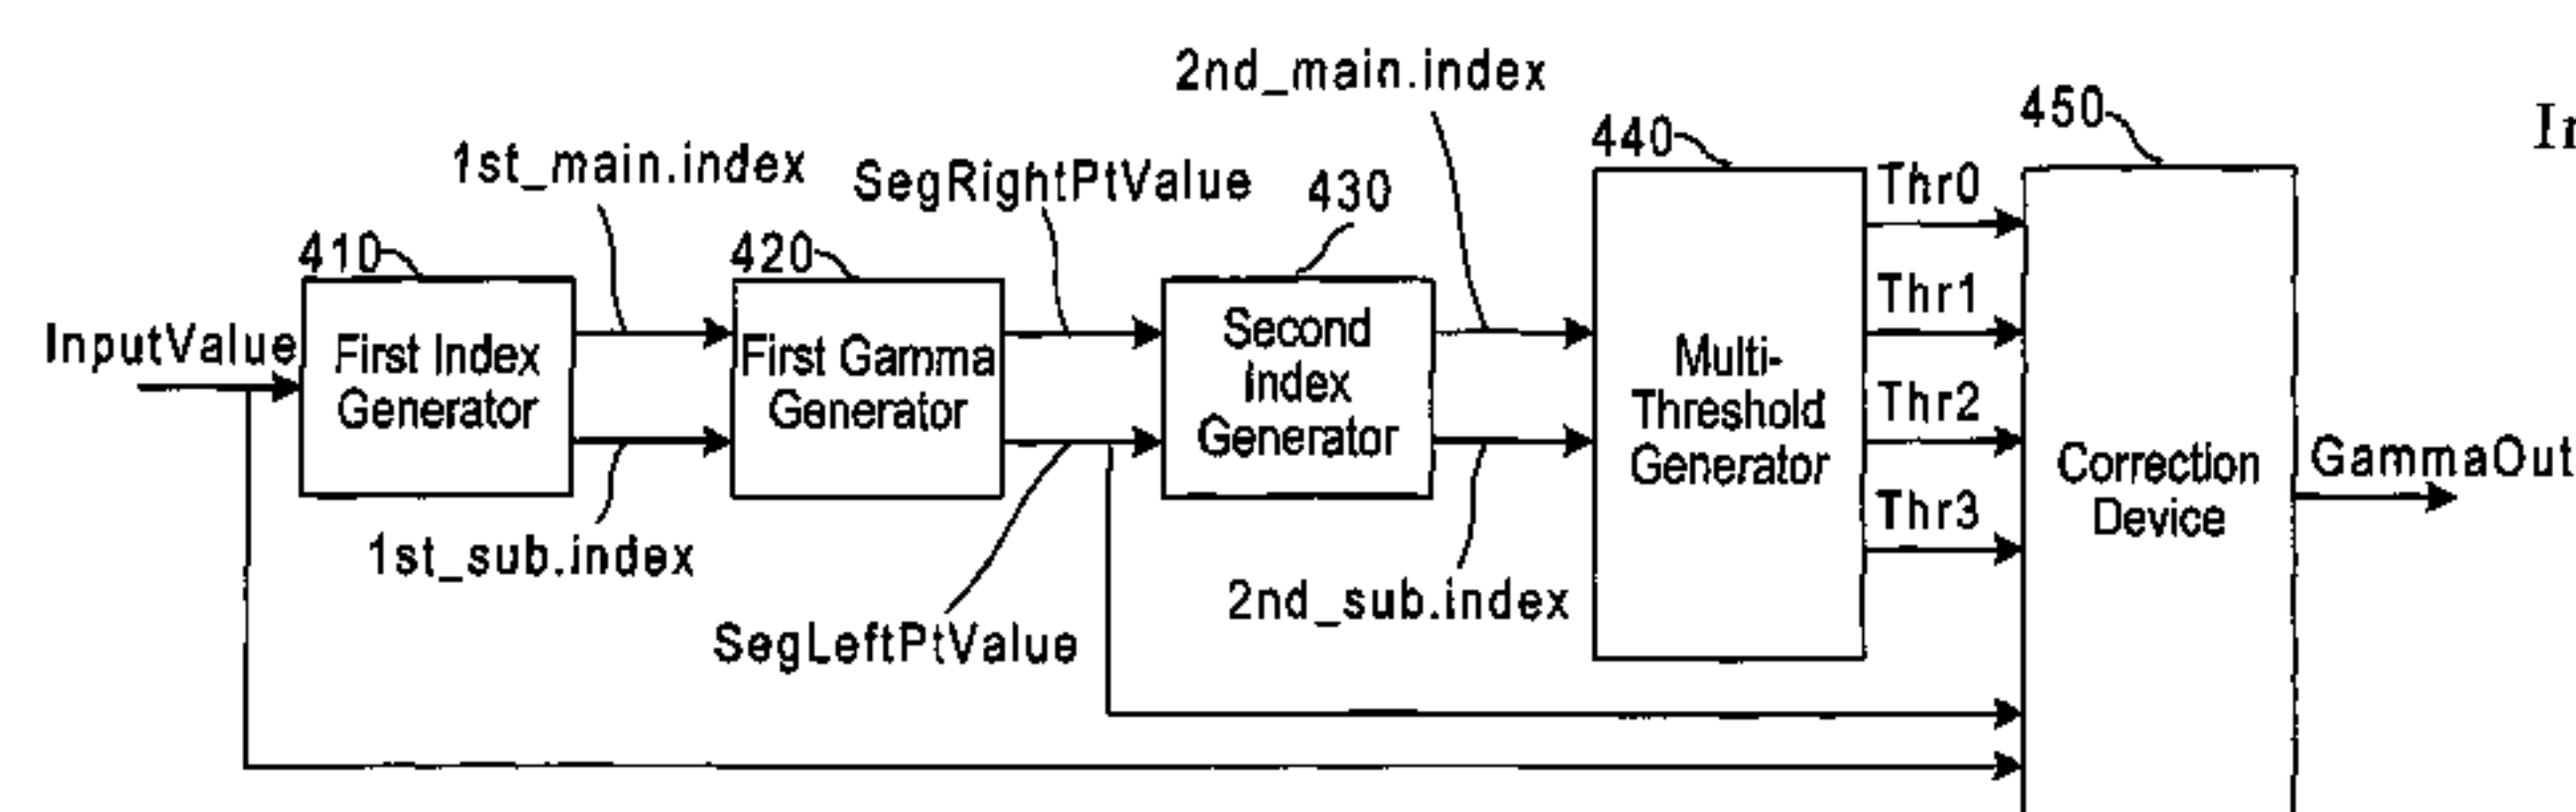 2nd_main.index
450
In
440
1st_main.index
SegRightPtValue
430
Thr0
410
420
Thr1
InputValue
First Index
Generator
First Gamma
Generator
Second
Index
Generator
Multi-
Threshold
Generator
Thr2
Correction
Device
GammaOut
Thr3
1st_sub.index
2nd_sub.index
SegLeftPtValue